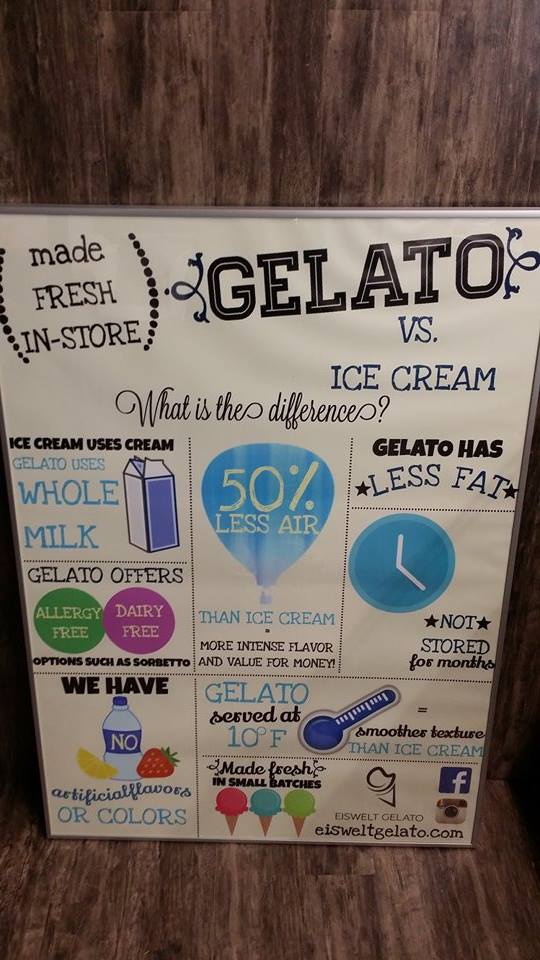 made
FRESH
IN-STORE
GELATO
VS.
ICE CREAM
What is the difference?
ICE CREAM USES CREAM
GELATO USES
WHOLE
MILK
50%
LESS AIR
THAN ICE CREAM
=
MORE INTENSE FLAVOR
AND VALUE FOR MONEY!
GELATO HAS
★LESS FAT★
★NOT★
STORED
for months
GELATO OFFERS
ALLERGY
FREE
DAIRY
FREE
OPTIONS SUCH AS SORBETTO
WE HAVE
NO
artificial flavors
OR COLORS
GELATO
served at
10°F
=
smoother texture
THAN ICE CREAM
Made fresh
IN SMALL BATCHES
EISWELT GELATO
eisweltgelato.com
f